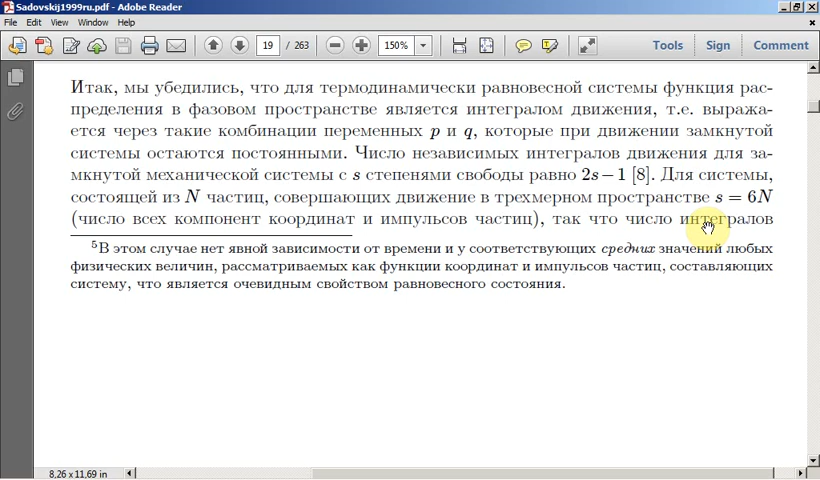 Sadovskij1999ru.pdf - Adobe Reader
File Edit View Window Help
19 / 263 150% Tools Sign Comment
Итак, мы убедились, что для термодинамически равновесной системы функция рас-
пределения в фазовом пространстве является интегралом движения, т.е. выража-
ется через такие комбинации переменных p и q, которые при движении замкнутой
системы остаются постоянными. Число независимых интегралов движения для за-
мкнутой механической системы с s степенями свободы равно 2s−1 [8]. Для системы,
состоящей из N частиц, совершающих движение в трехмерном пространстве s = 6N
(число всех компонент координат и импульсов частиц), так что число интегралов
5В этом случае нет явной зависимости от времени и у соответствующих средних значений любых
физических величин, рассматриваемых как функции координат и импульсов частиц, составляющих
систему, что является очевидным свойством равновесного состояния.
8,26 x 11,69 in